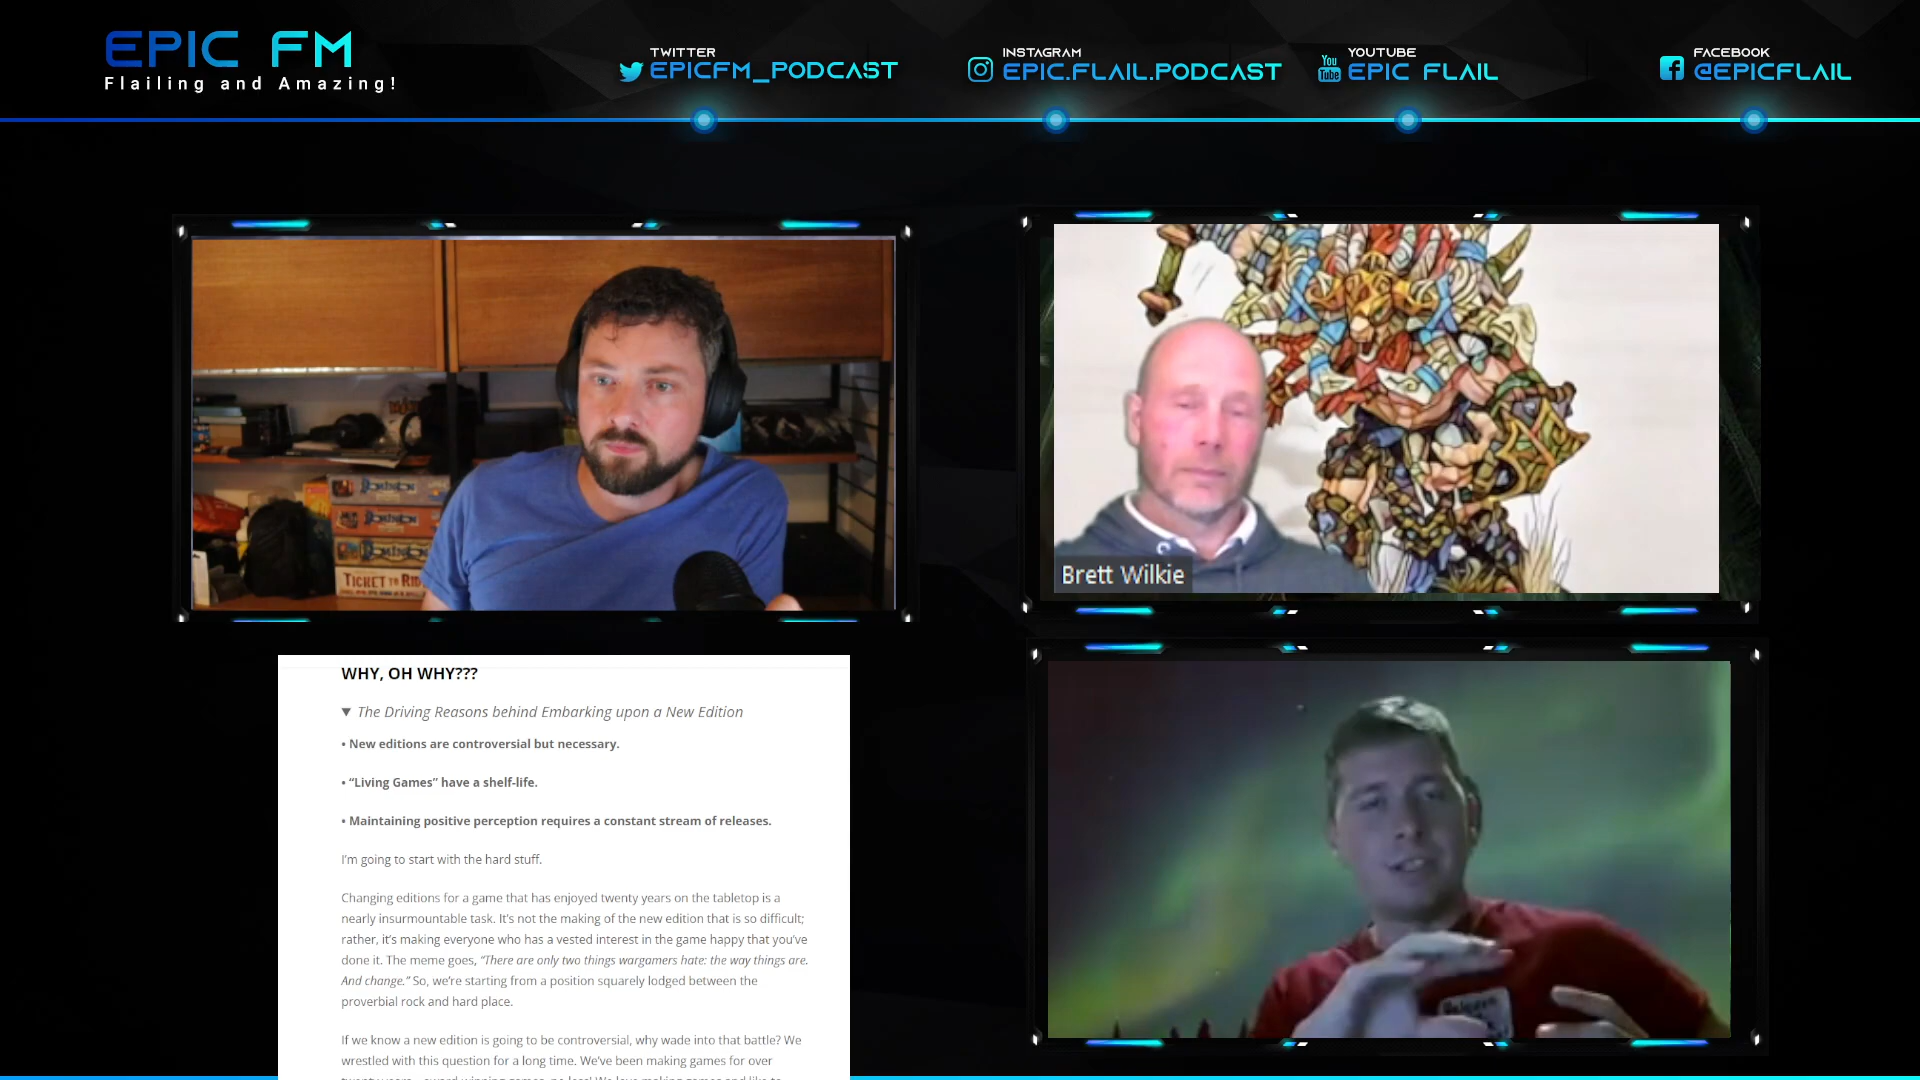 EPIC FM
Flailing and Amazing!
TWITTER
EPICFM_PODCAST
INSTAGRAM
EPIC.FLAIL.PODCAST
You
Tube
YOUTUBE
EPIC FLAIL
FACEBOOK
@EPICFLAIL
TICKET TO RID
Brett Wilkie
WHY, OH WHY???
▼ The Driving Reasons behind Embarking upon a New Edition
• New editions are controversial but necessary.
• “Living Games” have a shelf-life.
• Maintaining positive perception requires a constant stream of releases.
I’m going to start with the hard stuff.
Changing editions for a game that has enjoyed twenty years on the tabletop is a
nearly insurmountable task. It’s not the making of the new edition that is so difficult;
rather, it’s making everyone who has a vested interest in the game happy that you’ve
done it. The meme goes, “There are only two things wargamers hate: the way things are.
And change.” So, we’re starting from a position squarely lodged between the
proverbial rock and hard place.
If we know a new edition is going to be controversial, why wade into that battle? We
wrestled with this question for a long time. We’ve been making games for over